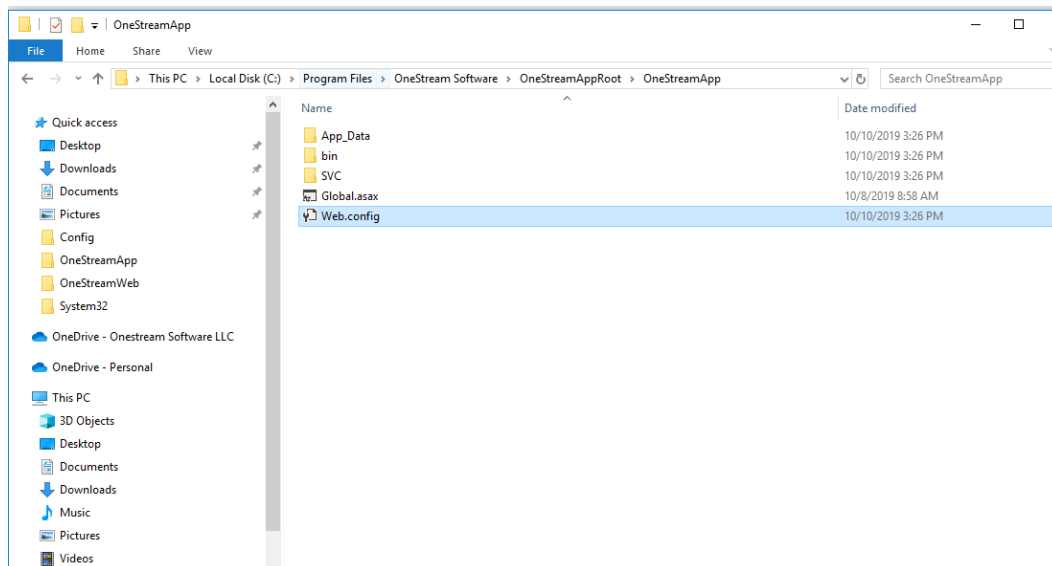 OneStreamApp
File Home Share View
This PC > Local Disk (C:) > Program Files > OneStream Software > OneStreamAppRoot > OneStreamApp Search OneStreamApp
Name Date modified
Quick access
Desktop
Downloads
Documents
Pictures
Config
OneStreamApp
OneStreamWeb
System32
OneDrive - Onestream Software LLC
OneDrive - Personal
This PC
3D Objects
Desktop
Documents
Downloads
Music
Pictures
Videos
App_Data 10/10/2019 3:26 PM
bin 10/10/2019 3:26 PM
SVC 10/10/2019 3:26 PM
Global.asax 10/8/2019 8:58 AM
Web.config 10/10/2019 3:26 PM